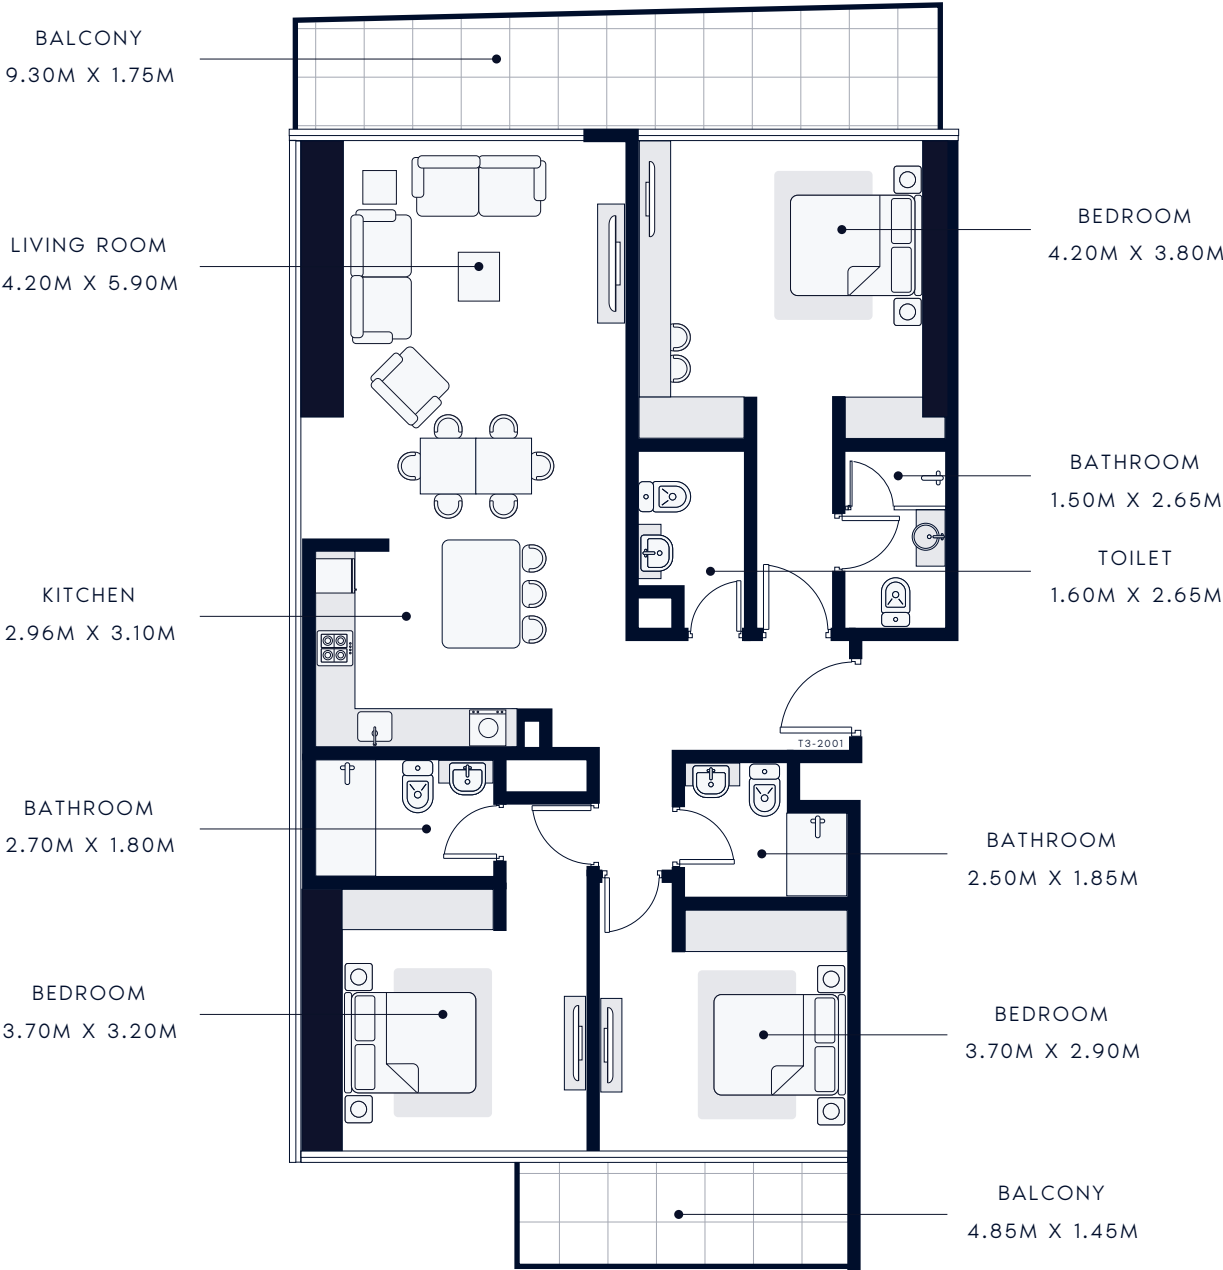 BALCONY
9.30M X 1.75M
LIVING ROOM
4.20M X 5.90M
BEDROOM
4.20M X 3.80M
BATHROOM
1.50M X 2.65M
TOILET
1.60M X 2.65M
KITCHEN
2.96M X 3.10M
T3-2001
BATHROOM
2.70M X 1.80M
BATHROOM
2.50M X 1.85M
BEDROOM
3.70M X 3.20M
BEDROOM
3.70M X 2.90M
BALCONY
4.85M X 1.45M